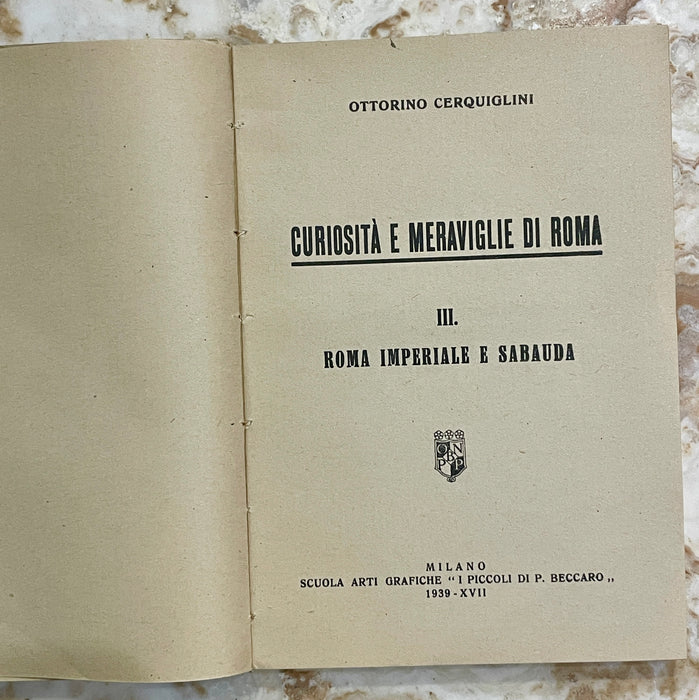 OTTORINO CERQUIGLINI
CURIOSITÀ E MERAVIGLIE DI ROMA
III.
ROMA IMPERIALE E SABAUDA
MILANO
SCUOLA ARTI GRAFICHE “ I PICCOLI DI P. BECCARO „
1939 - XVII